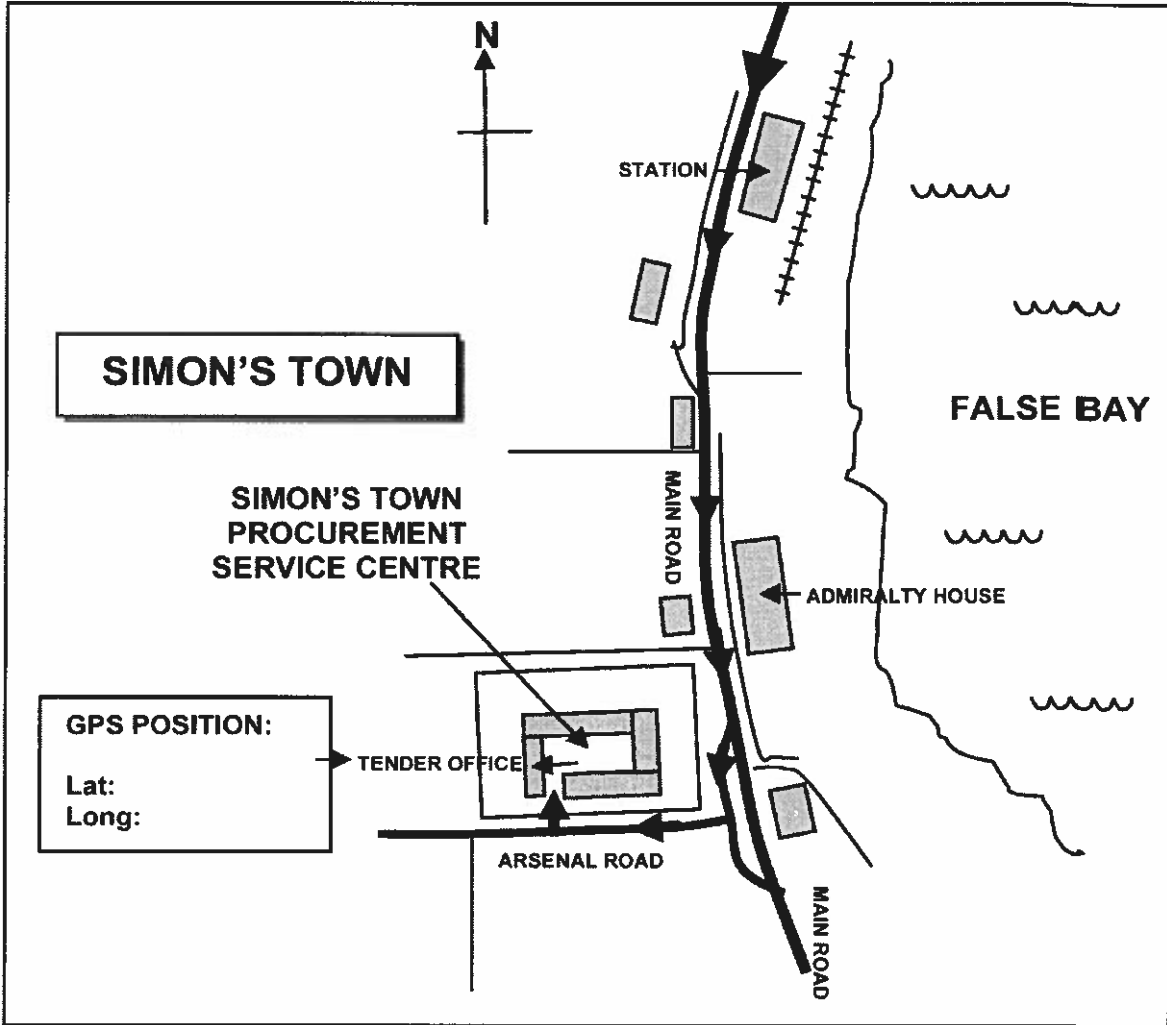 N
STATION
SIMON'S TOWN
FALSE BAY
SIMON'S TOWN
PROCUREMENT
SERVICE CENTRE
MAIN ROAD
ADMIRALTY HOUSE
GPS POSITION:
Lat:
Long:
TENDER OFFICE
ARSENAL ROAD
MAIN ROAD